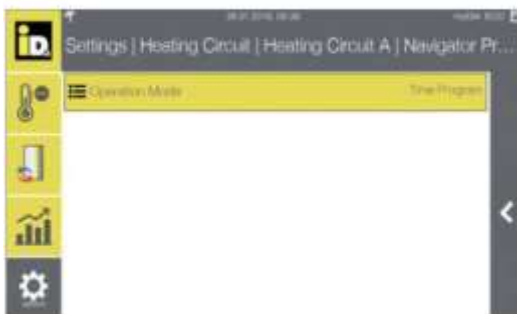 iD
Settings | Heating Circuit | Heating Circuit A | Navigator Pr...
Operation Mode
Time Program